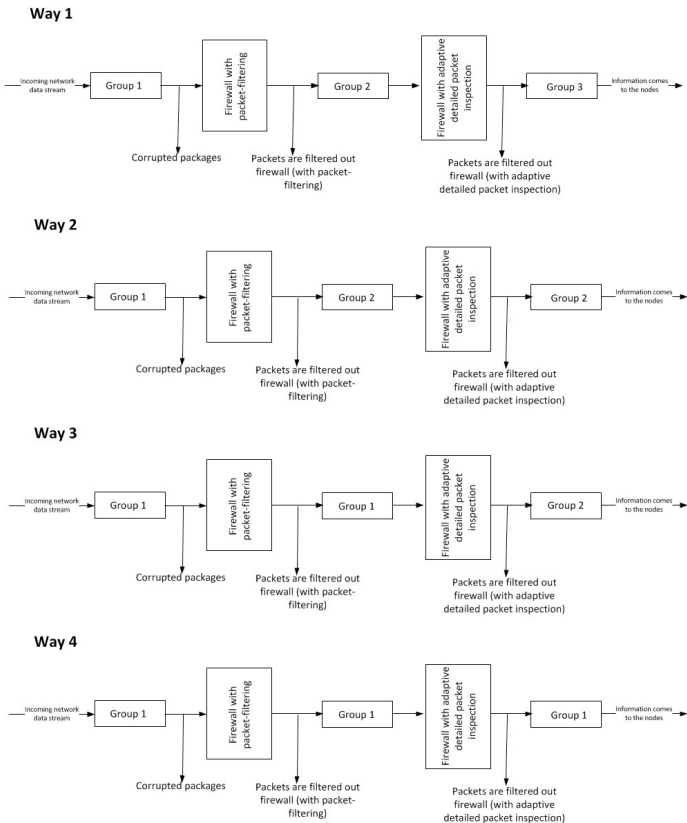 Way 1
Incoming network
data stream
Group 1
Firewall with
packet-filtering
Group 2
Firewall with adaptive
detailed packet
inspection
Group 3
Information comes
to the nodes
Corrupted packages
Packets are filtered out
firewall (with packet-
filtering)
Packets are filtered out
firewall (with adaptive
detailed packet inspection)
Way 2
Incoming network
data stream
Group 1
Firewall with
packet-filtering
Group 2
Firewall with adaptive
detailed packet
inspection
Group 2
Information comes
to the nodes
Corrupted packages
Packets are filtered out
firewall (with packet-
filtering)
Packets are filtered out
firewall (with adaptive
detailed packet inspection)
Way 3
Incoming network
data stream
Group 1
Firewall with
packet-filtering
Group 1
Firewall with adaptive
detailed packet
inspection
Group 2
Information comes
to the nodes
Corrupted packages
Packets are filtered out
firewall (with packet-
filtering)
Packets are filtered out
firewall (with adaptive
detailed packet inspection)
Way 4
Incoming network
data stream
Group 1
Firewall with
packet-filtering
Group 1
Firewall with adaptive
detailed packet
inspection
Group 1
Information comes
to the nodes
Corrupted packages
Packets are filtered out
firewall (with packet-
filtering)
Packets are filtered out
firewall (with adaptive
detailed packet inspection)